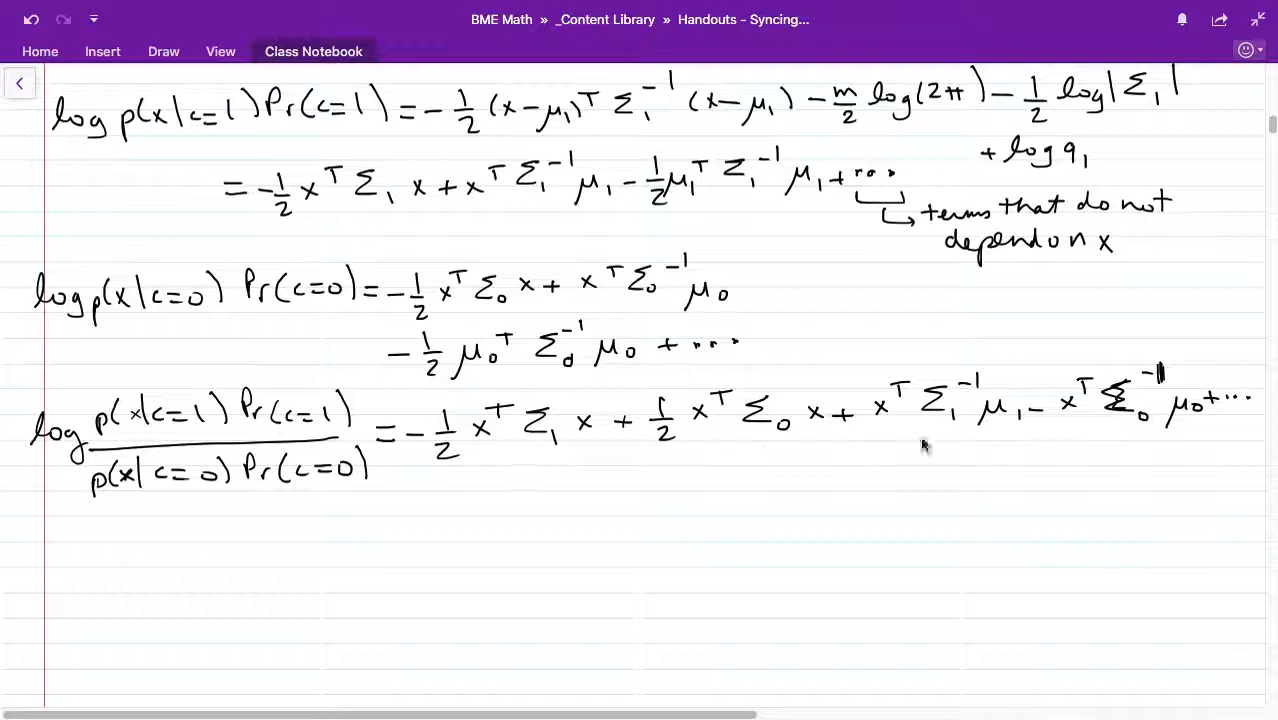 BME Math » _Content Library » Handouts - Syncing...
Home Insert Draw View Class Notebook
log p(x|c=1) Pr(c=1) = -1/2 (x-μ₁)ᵀ Σ₁⁻¹ (x-μ₁) - m/2 log(2π) - 1/2 log|Σ₁|
+ log q₁
= -1/2 xᵀ Σ₁ x + xᵀ Σ₁⁻¹ μ₁ - 1/2 μ₁ᵀ Σ₁⁻¹ μ₁ + ...
terms that do not
depend on x
log p(x|c=0) Pr(c=0) = -1/2 xᵀ Σ₀ x + xᵀ Σ₀⁻¹ μ₀
- 1/2 μ₀ᵀ Σ₀⁻¹ μ₀ + ...
log p(x|c=1) Pr(c=1) / p(x|c=0) Pr(c=0) = -1/2 xᵀ Σ₁ x + 1/2 xᵀ Σ₀ x + xᵀ Σ₁⁻¹ μ₁ - xᵀ Σ₀⁻¹ μ₀ + ...